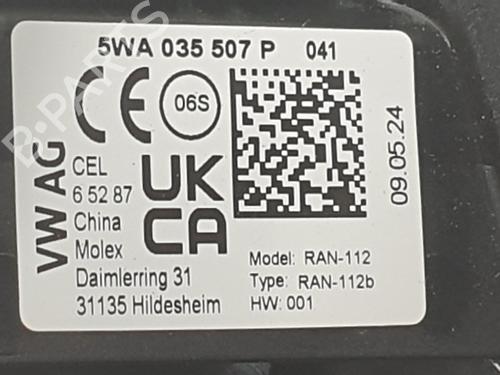 5WA 035 507 P 041
CE 06S
VW AG
CEL
6 52 87
China
Molex
Daimlerring 31
31135 Hildesheim
UK
CA
09.05.24
Model: RAN-112
Type: RAN-112b
HW: 001
B-PARTS